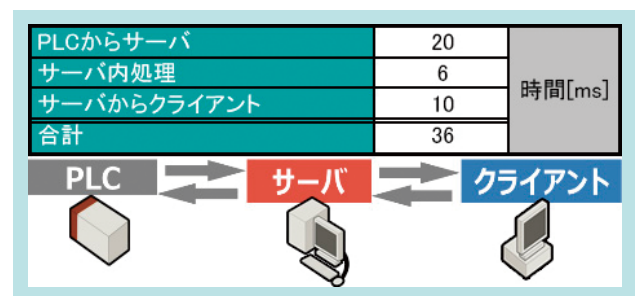 PLCからサーバ 20
サーバ内処理 6
サーバからクライアント 10
時間[ms]
合計 36
PLC サーバ クライアント